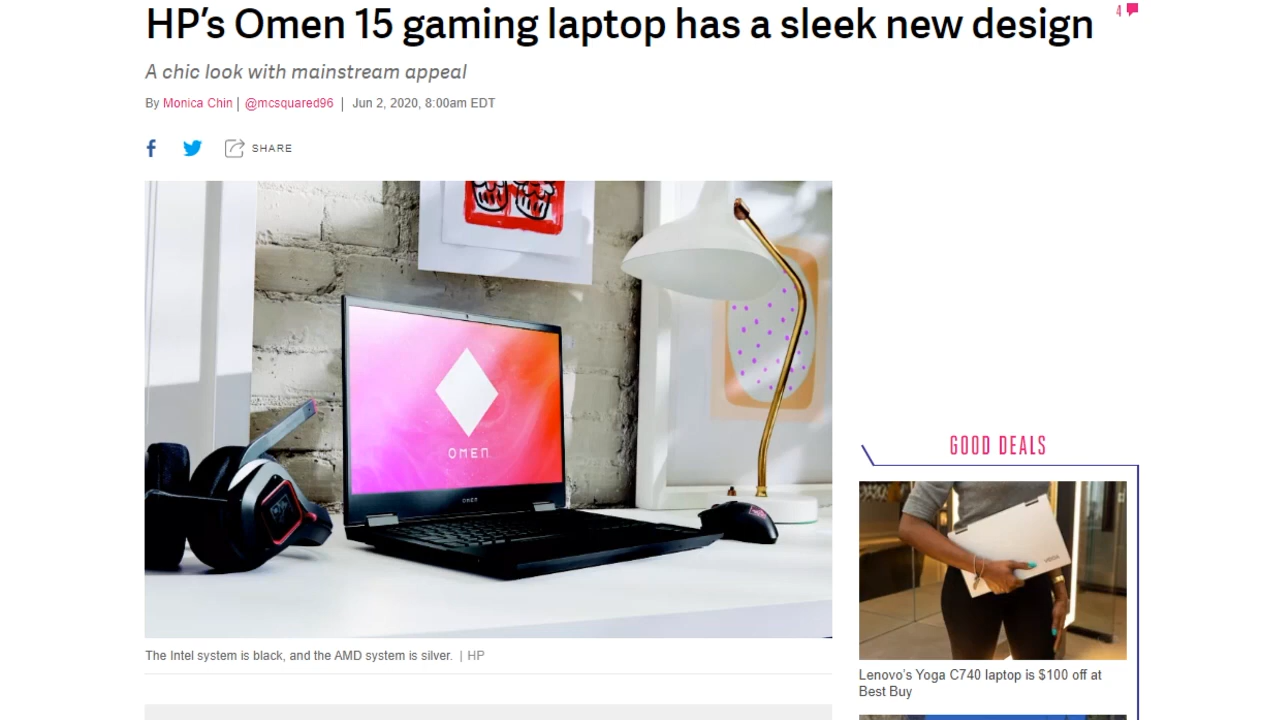 HP’s Omen 15 gaming laptop has a sleek new design
4
A chic look with mainstream appeal
By Monica Chin | @mcsquared96 | Jun 2, 2020, 8:00am EDT
SHARE
OMEN
OMEN
The Intel system is black, and the AMD system is silver. | HP
GOOD DEALS
YOGA
Lenovo’s Yoga C740 laptop is $100 off at
Best Buy